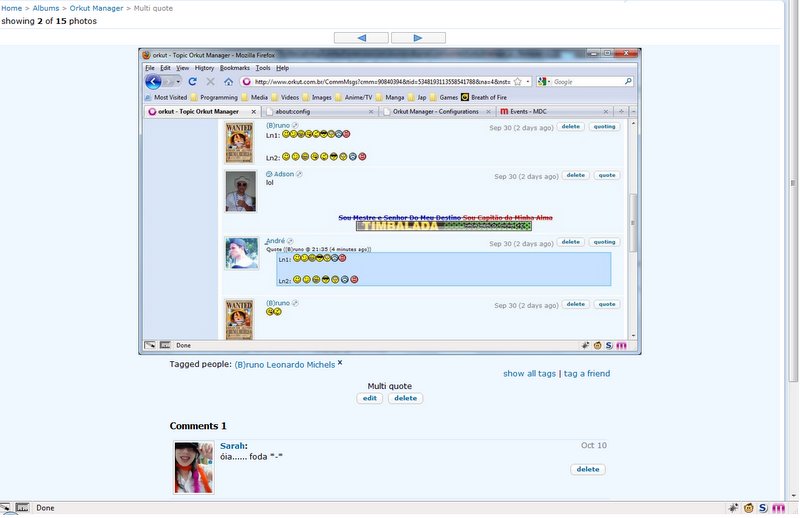 Home > Albums > Orkut Manager > Multi quote
showing 2 of 15 photos
orkut - Topic Orkut Manager - Mozilla Firefox
File Edit View History Bookmarks Tools Help
http://www.orkut.com.br/CommMsgs?cmm=90840394&tid=5348193113558541788&na=4&nst=
Google
Most Visited Programming Media Videos Images Anime/TV Manga Jap Games Breath of Fire
orkut - Topic Orkut Manager about:config Orkut Manager - Configurations Events - MDC
WANTED (B)runo Sep 30 (2 days ago) delete quoting
Ln1:
Ln2:
Adson Sep 30 (2 days ago) delete quote
lol
Sou Mestre e Senhor Do Meu Destino Sou Capitão da Minha Alma
TIMBALADA
André Sep 30 (2 days ago) delete quoting
Quote ((B)runo @ 21:35 (4 minutes ago))
Ln1:
Ln2:
WANTED (B)runo Sep 30 (2 days ago) delete quote
Done
Tagged people: (B)runo Leonardo Michels x
show all tags | tag a friend
Multi quote
edit delete
Comments 1
Sarah: Oct 10
óia...... foda "-"
delete
Done